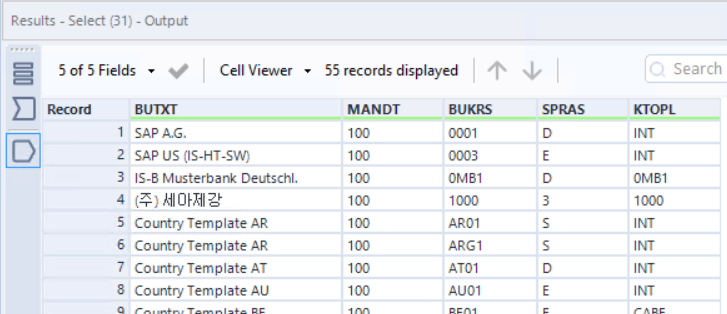 Results - Select (31) - Output
5 of 5 Fields Cell Viewer 55 records displayed Search
Record BUTXT MANDT BUKRS SPRAS KTOPL
1 SAP A.G. 100 0001 D INT
2 SAP US (IS-HT-SW) 100 0003 E INT
3 IS-B Musterbank Deutschl. 100 0MB1 D 0MB1
4 (주) 세아제강 100 1000 3 1000
5 Country Template AR 100 AR01 S INT
6 Country Template AR 100 ARG1 S INT
7 Country Template AT 100 AT01 D INT
8 Country Template AU 100 AU01 E INT
9 Country Template BE 100 BE01 E CABE